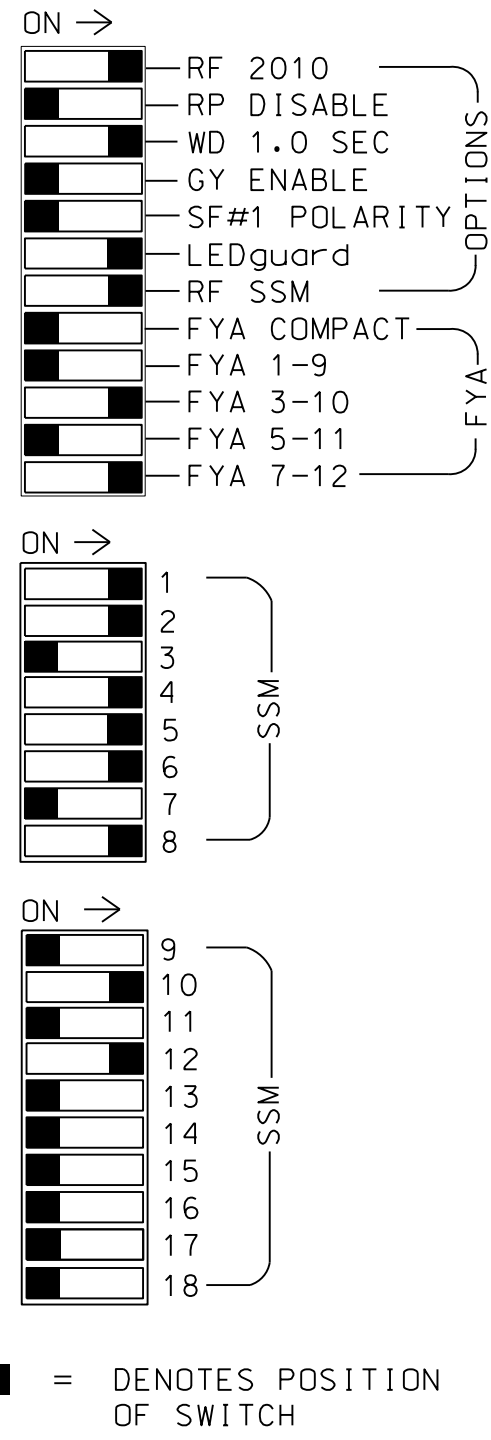 ON →
RF 2010
RP DISABLE
WD 1.0 SEC
GY ENABLE
SF#1 POLARITY
LEDguard
RF SSM
OPTIONS
FYA COMPACT
FYA 1-9
FYA 3-10
FYA 5-11
FYA 7-12
FYA
ON →
1
2
3
4
5
6
7
8
SSM
ON →
9
10
11
12
13
14
15
16
17
18
SSM
= DENOTES POSITION
OF SWITCH